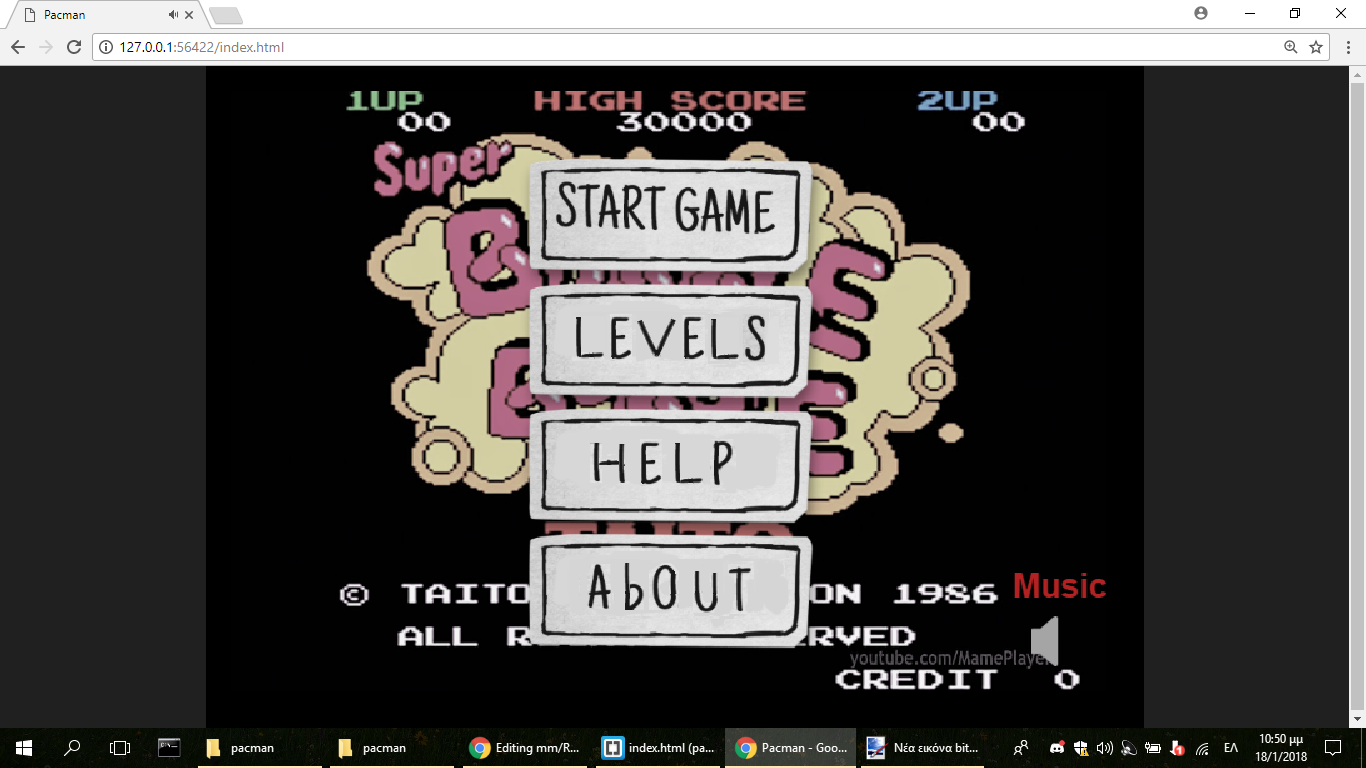 Pacman
127.0.0.1:56422/index.html
1UP HIGH SCORE 2UP
00 30000 00
Super
START GAME
LEVELS
HELP
ABOUT
© TAITO ON 1986
Music
ALL R RVED
youtube.com/MamePlayer
CREDIT 0
pacman
pacman
Editing mm/R...
index.html (pa...
Pacman - Goo...
Νέα εικόνα bit...
ΕΛ
10:50 μμ
18/1/2018